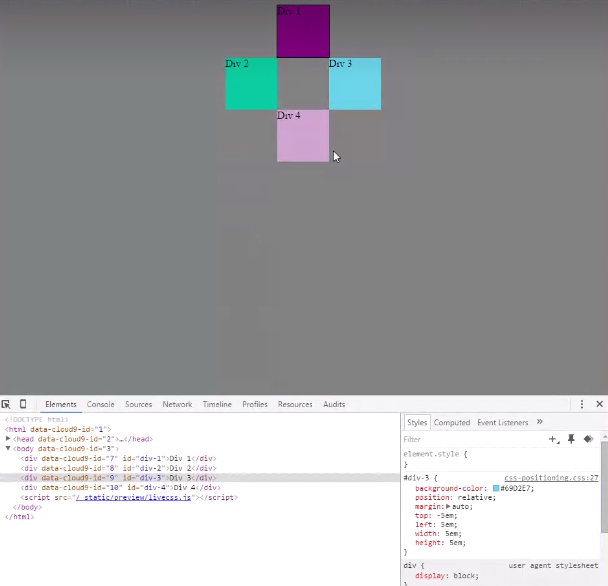 Div 1
Div 2
Div 3
Div 4
Elements Console Sources Network Timeline Profiles Resources Audits
<!DOCTYPE html>
<html data-cloud9-id="1">
<head data-cloud9-id="2">…</head>
<body data-cloud9-id="3">
<div data-cloud9-id="7" id="div-1">Div 1</div>
<div data-cloud9-id="8" id="div-2">Div 2</div>
<div data-cloud9-id="9" id="div-3">Div 3</div>
<div data-cloud9-id="10" id="div-4">Div 4</div>
<script src="/_static/preview/livecss.js"></script>
</body>
</html>
Styles Computed Event Listeners »
Filter
element.style {
}
#div-3 { css-positioning.css:27
background-color: #69D2E7;
position: relative;
margin: auto;
top: -5em;
left: 5em;
width: 5em;
height: 5em;
}
div { user agent stylesheet
display: block;